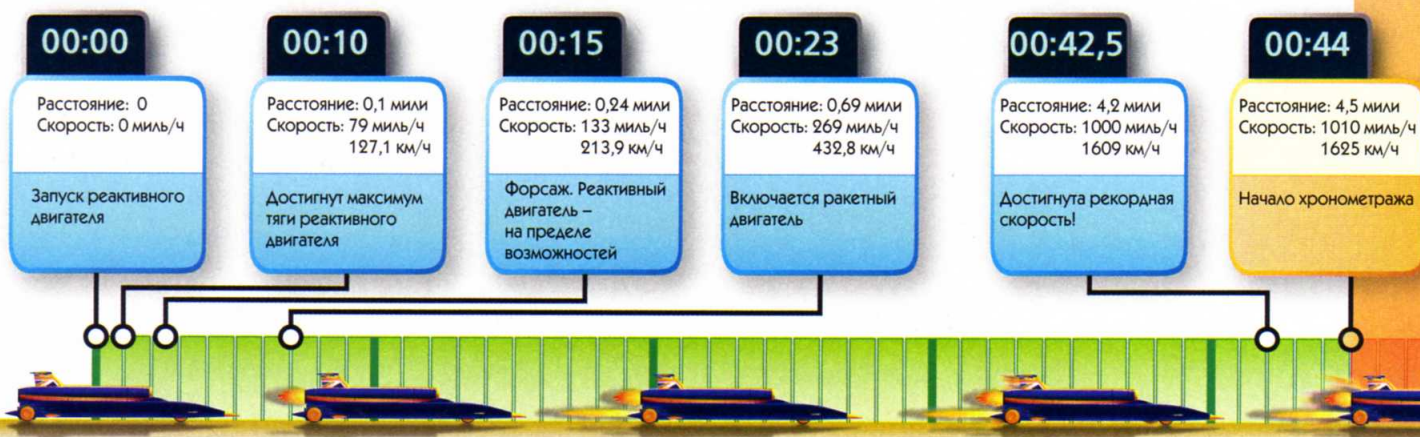 00:00
Расстояние: 0
Скорость: 0 миль/ч
Запуск реактивного
двигателя
00:10
Расстояние: 0,1 мили
Скорость: 79 миль/ч
127,1 км/ч
Достигнут максимум
тяги реактивного
двигателя
00:15
Расстояние: 0,24 мили
Скорость: 133 миль/ч
213,9 км/ч
Форсаж. Реактивный
двигатель –
на пределе
возможностей
00:23
Расстояние: 0,69 мили
Скорость: 269 миль/ч
432,8 км/ч
Включается ракетный
двигатель
00:42,5
Расстояние: 4,2 мили
Скорость: 1000 миль/ч
1609 км/ч
Достигнута рекордная
скорость!
00:44
Расстояние: 4,5 мили
Скорость: 1010 миль/ч
1625 км/ч
Начало хронометража